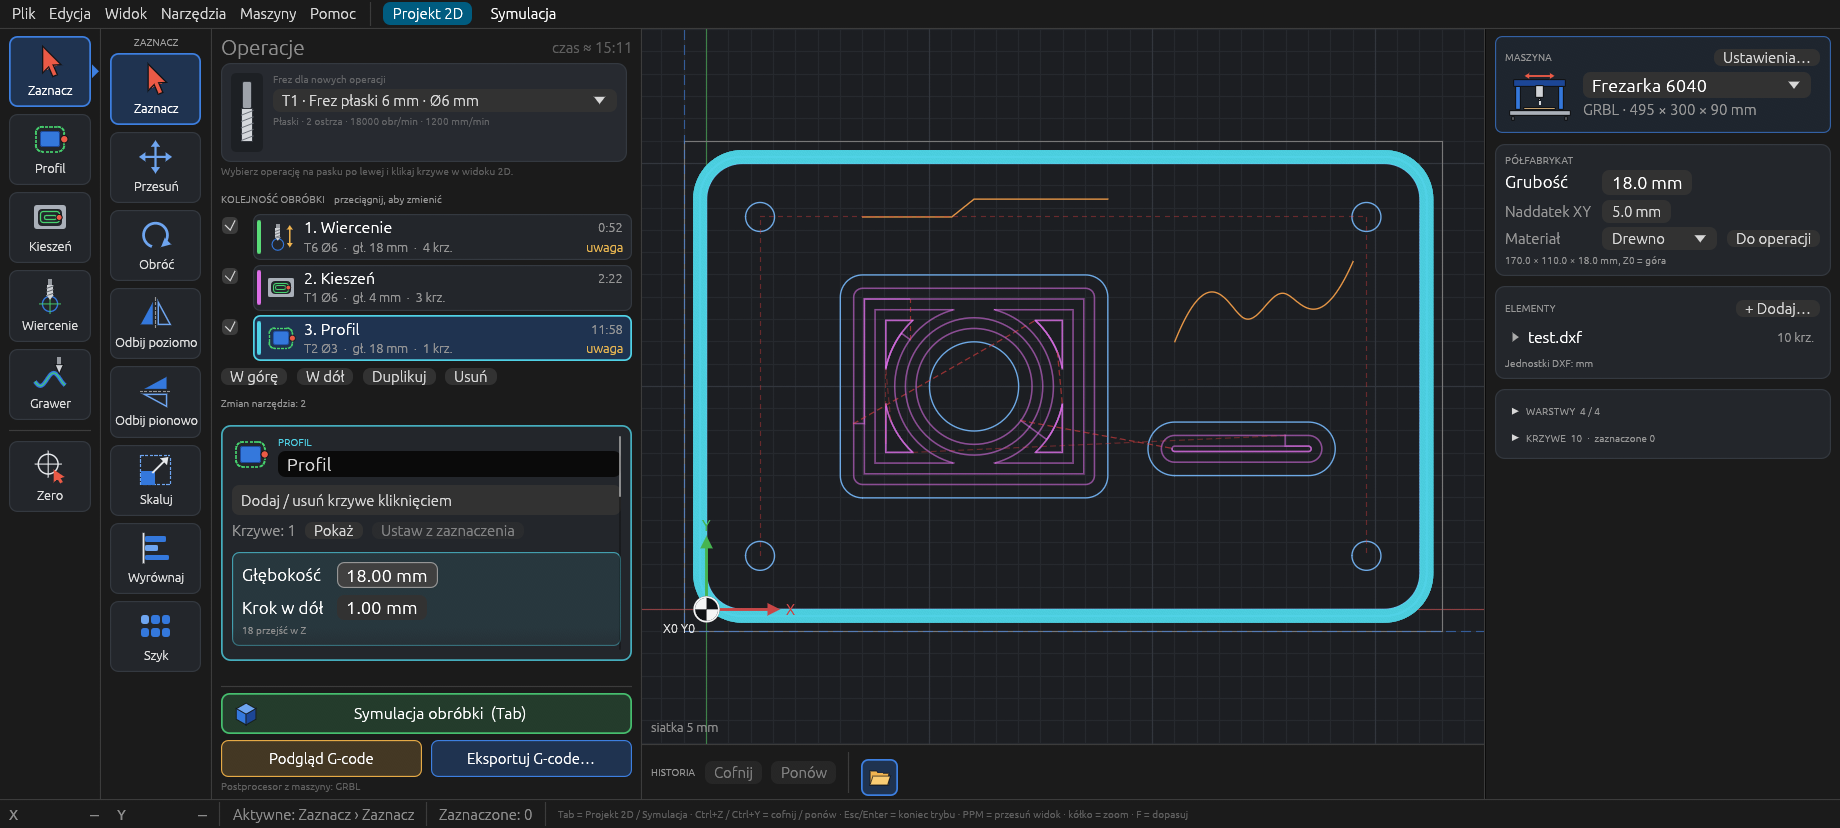 Plik Edycja Widok Narzędzia Maszyny Pomoc Projekt 2D Symulacja
Zaznacz
Profil
Kieszeń
Wiercenie
Grawer
Zero
ZAZNACZ
Zaznacz
Przesuń
Obróć
Odbij poziomo
Odbij pionowo
Skaluj
Wyrównaj
Szyk
Operacje czas ≈ 15:11
Frez dla nowych operacji
T1 · Frez płaski 6 mm · Ø6 mm
Płaski · 2 ostrza · 18000 obr/min · 1200 mm/min
Wybierz operację na pasku po lewej i klikaj krzywe w widoku 2D.
KOLEJNOŚĆ OBRÓBKI przeciągnij, aby zmienić
1. Wiercenie 0:52
T6 Ø6 · gł. 18 mm · 4 krz. uwaga
2. Kieszeń 2:22
T1 Ø6 · gł. 4 mm · 3 krz.
3. Profil 11:58
T2 Ø3 · gł. 18 mm · 1 krz. uwaga
W górę W dół Duplikuj Usuń
Zmian narzędzia: 2
PROFIL
Profil
Dodaj / usuń krzywe kliknięciem
Krzywe: 1 Pokaż Ustaw z zaznaczenia
Głębokość 18.00 mm
Krok w dół 1.00 mm
18 przejść w Z
Symulacja obróbki (Tab)
Podgląd G-code Eksportuj G-code…
Postprocesor z maszyny: GRBL
Y
X
X0 Y0
siatka 5 mm
HISTORIA Cofnij Ponów
MASZYNA Ustawienia…
Frezarka 6040
GRBL · 495 × 300 × 90 mm
PÓŁFABRYKAT
Grubość 18.0 mm
Naddatek XY 5.0 mm
Materiał Drewno Do operacji
170.0 × 110.0 × 18.0 mm, Z0 = góra
ELEMENTY + Dodaj…
test.dxf 10 krz.
Jednostki DXF: mm
WARSTWY 4 / 4
KRZYWE 10 · zaznaczone 0
X – Y – Aktywne: Zaznacz › Zaznacz Zaznaczone: 0 Tab = Projekt 2D / Symulacja · Ctrl+Z / Ctrl+Y = cofnij / ponów · Esc/Enter = koniec trybu · PPM = przesuń widok · kółko = zoom · F = dopasuj